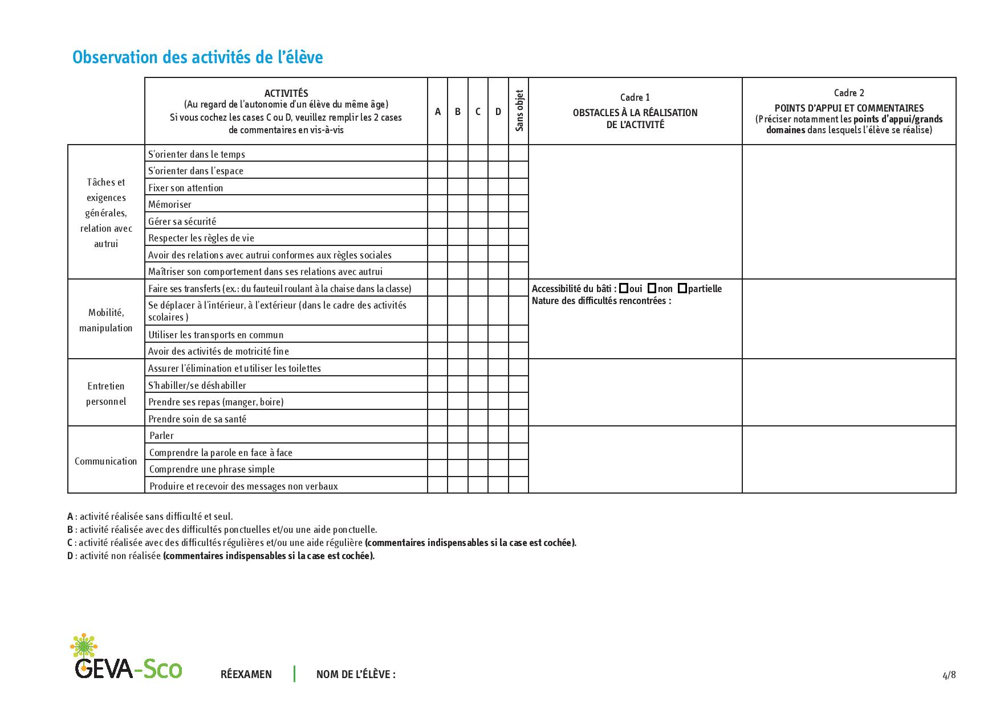 Observation des activités de l'élève
ACTIVITÉS
(Au regard de l'autonomie d'un élève du même âge)
Si vous cochez les cases C ou D, veuillez remplir les 2 cases
de commentaires en vis-à-vis
A
B
C
D
Sans objet
Cadre 1
OBSTACLES À LA RÉALISATION
DE L'ACTIVITÉ
Cadre 2
POINTS D'APPUI ET COMMENTAIRES
(Préciser notamment les points d'appui/grands
domaines dans lesquels l'élève se réalise)
Tâches et
exigences
générales,
relation avec
autrui
S'orienter dans le temps
S'orienter dans l'espace
Fixer son attention
Mémoriser
Gérer sa sécurité
Respecter les règles de vie
Avoir des relations avec autrui conformes aux règles sociales
Maîtriser son comportement dans ses relations avec autrui
Mobilité,
manipulation
Faire ses transferts (ex.: du fauteuil roulant à la chaise dans la classe)
Se déplacer à l'intérieur, à l'extérieur (dans le cadre des activités
scolaires )
Utiliser les transports en commun
Avoir des activités de motricité fine
Accessibilité du bâti : oui non partielle
Nature des difficultés rencontrées :
Entretien
personnel
Assurer l'élimination et utiliser les toilettes
S'habiller/se déshabiller
Prendre ses repas (manger, boire)
Prendre soin de sa santé
Communication
Parler
Comprendre la parole en face à face
Comprendre une phrase simple
Produire et recevoir des messages non verbaux
A : activité réalisée sans difficulté et seul.
B : activité réalisée avec des difficultés ponctuelles et/ou une aide ponctuelle.
C : activité réalisée avec des difficultés régulières et/ou une aide régulière (commentaires indispensables si la case est cochée).
D : activité non réalisée (commentaires indispensables si la case est cochée).
GEVA-Sco
RÉEXAMEN
NOM DE L'ÉLÈVE :
4/8